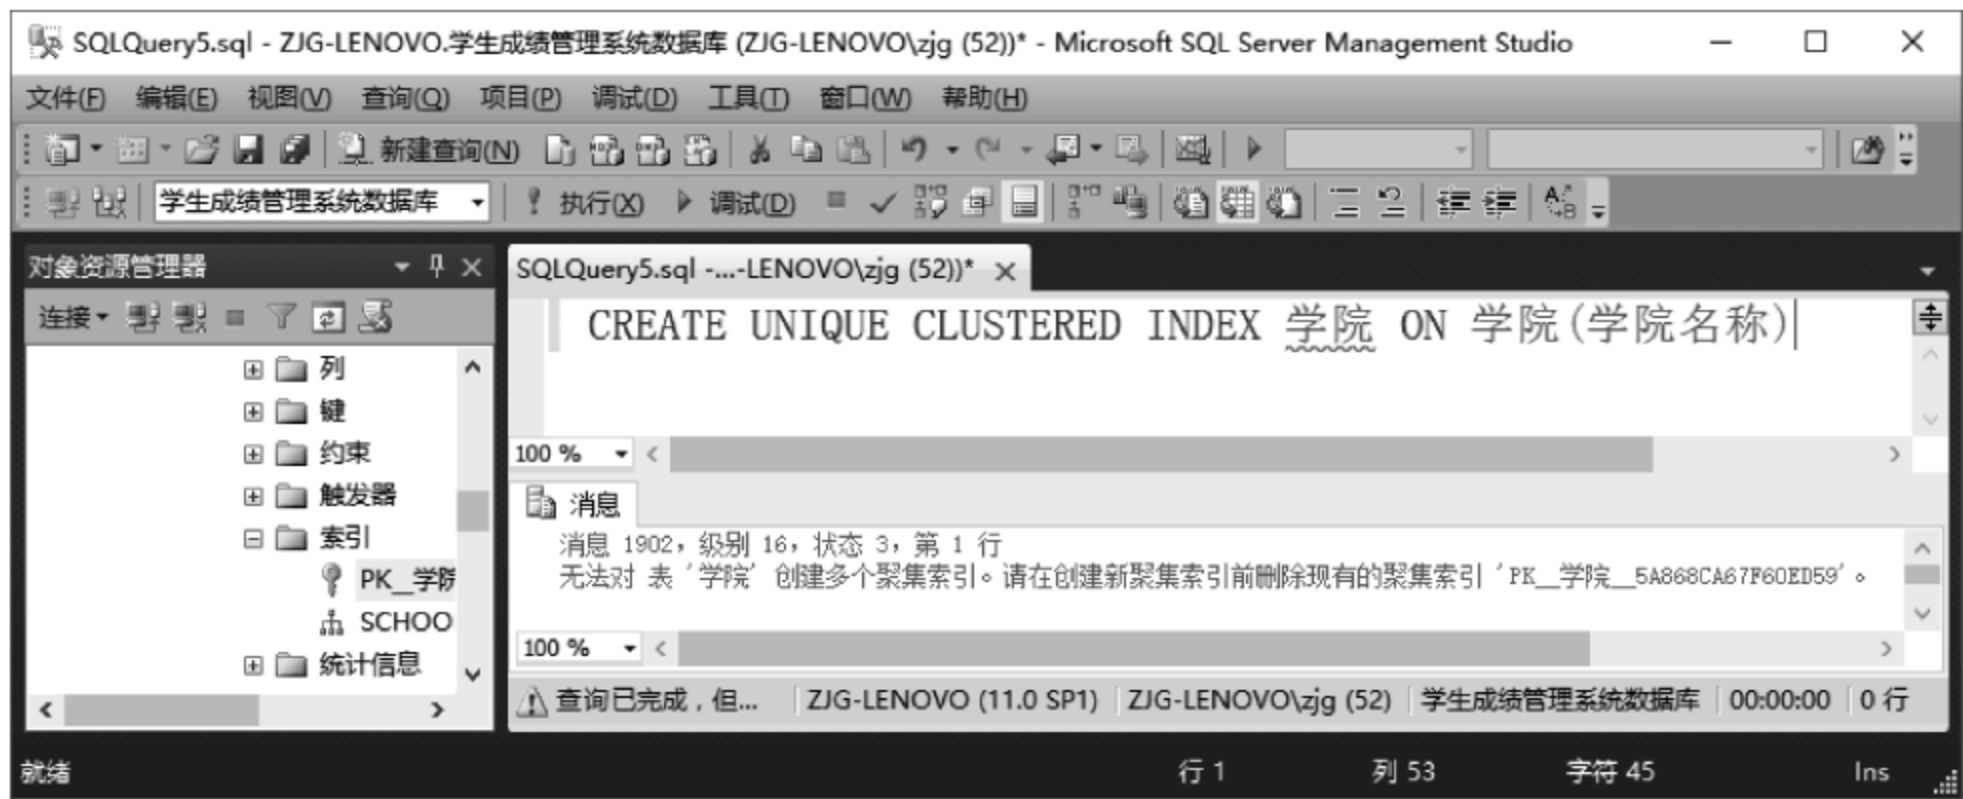 SQLQuery5.sql - ZJG-LENOVO.学生成绩管理系统数据库 (ZJG-LENOVO\zjg (52))* - Microsoft SQL Server Management Studio
文件(F) 编辑(E) 视图(V) 查询(Q) 项目(P) 调试(D) 工具(T) 窗口(W) 帮助(H)
新建查询(N)
学生成绩管理系统数据库 执行(X) 调试(D)
对象资源管理器
连接
列
键
约束
触发器
索引
PK__学院
SCHOO
统计信息
SQLQuery5.sql -...-LENOVO\zjg (52))*
CREATE UNIQUE CLUSTERED INDEX 学院 ON 学院(学院名称)
100 %
消息
消息 1902，级别 16，状态 3，第 1 行
无法对 表 '学院' 创建多个聚集索引。请在创建新聚集索引前删除现有的聚集索引 'PK__学院__5A868CA67F60ED59'。
100 %
查询已完成，但... ZJG-LENOVO (11.0 SP1) ZJG-LENOVO\zjg (52) 学生成绩管理系统数据库 00:00:00 0 行
就绪 行 1 列 53 字符 45 Ins